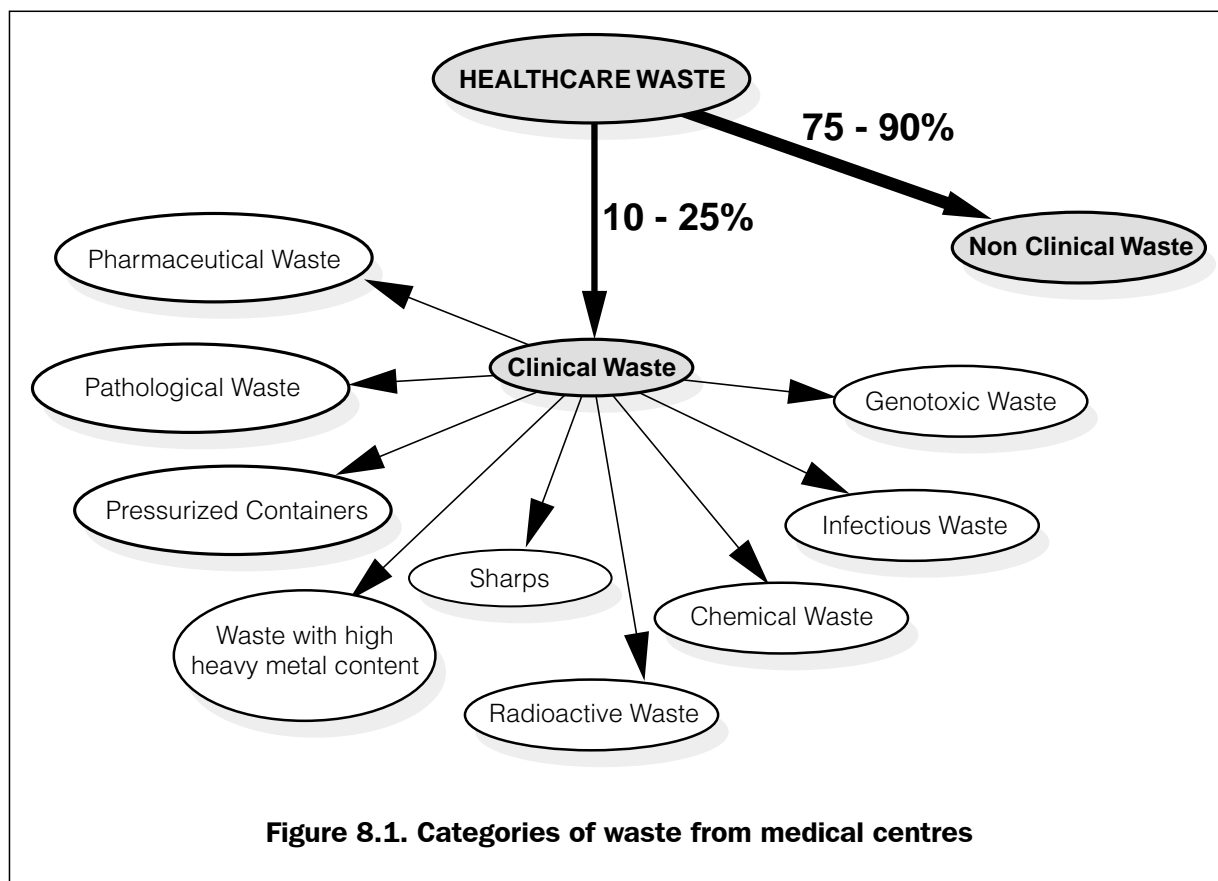 HEALTHCARE WASTE
75 - 90%
10 - 25%
Non Clinical Waste
Pharmaceutical Waste
Clinical Waste
Pathological Waste
Genotoxic Waste
Pressurized Containers
Infectious Waste
Sharps
Chemical Waste
Waste with high
heavy metal content
Radioactive Waste
Figure 8.1. Categories of waste from medical centres